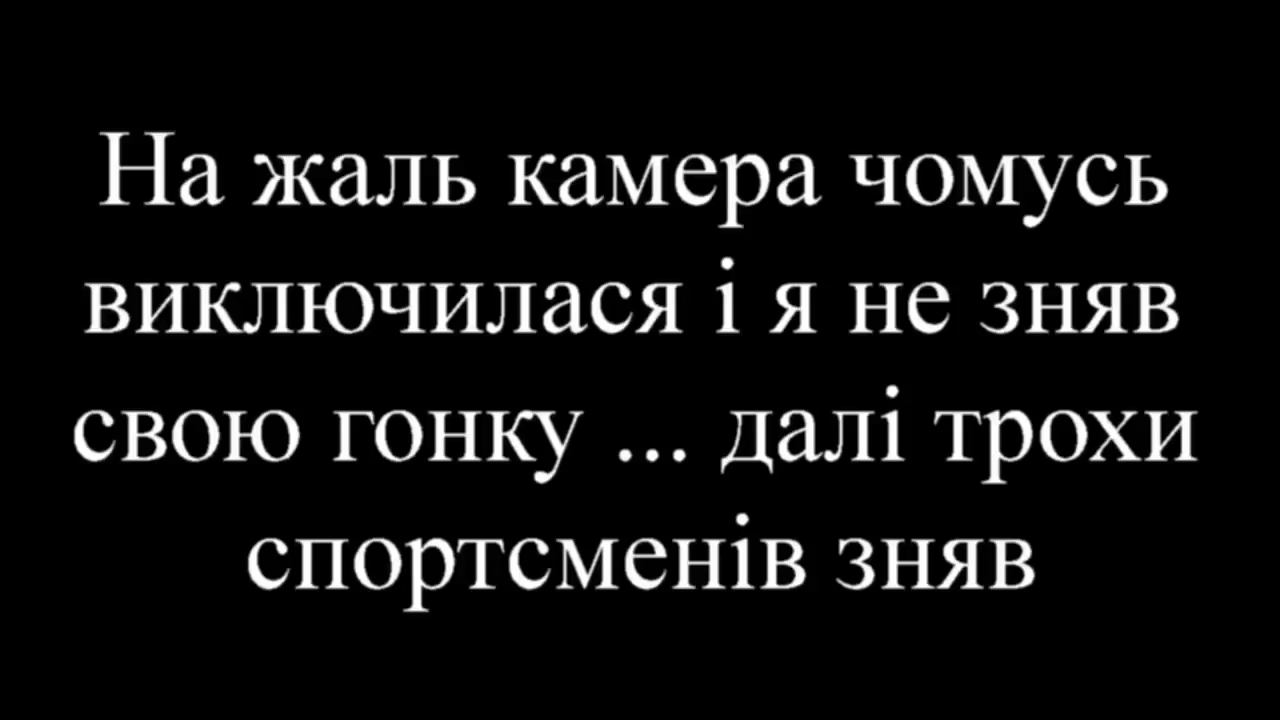 На жаль камера чомусь
виключилася і я не зняв
свою гонку ... далі трохи
спортсменів зняв